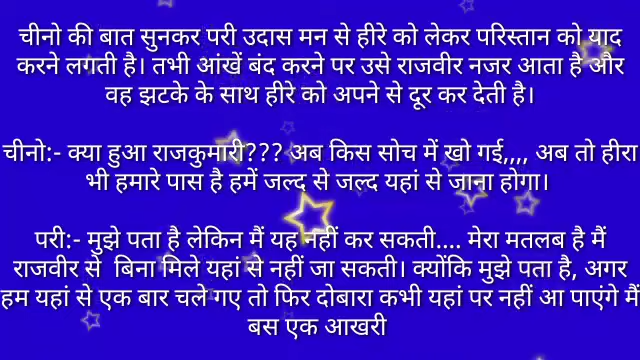 चीनो की बात सुनकर परी उदास मन से हीरे को लेकर परिस्तान को याद
करने लगती है। तभी आंखें बंद करने पर उसे राजवीर नजर आता है और
वह झटके के साथ हीरे को अपने से दूर कर देती है।
चीनो:- क्या हुआ राजकुमारी??? अब किस सोच में खो गई,,,, अब तो हीरा
भी हमारे पास है हमें जल्द से जल्द यहां से जाना होगा।
परी:- मुझे पता है लेकिन मैं यह नहीं कर सकती.... मेरा मतलब है मैं
राजवीर से बिना मिले यहां से नहीं जा सकती। क्योंकि मुझे पता है, अगर
हम यहां से एक बार चले गए तो फिर दोबारा कभी यहां पर नहीं आ पाएंगे मैं
बस एक आखरी